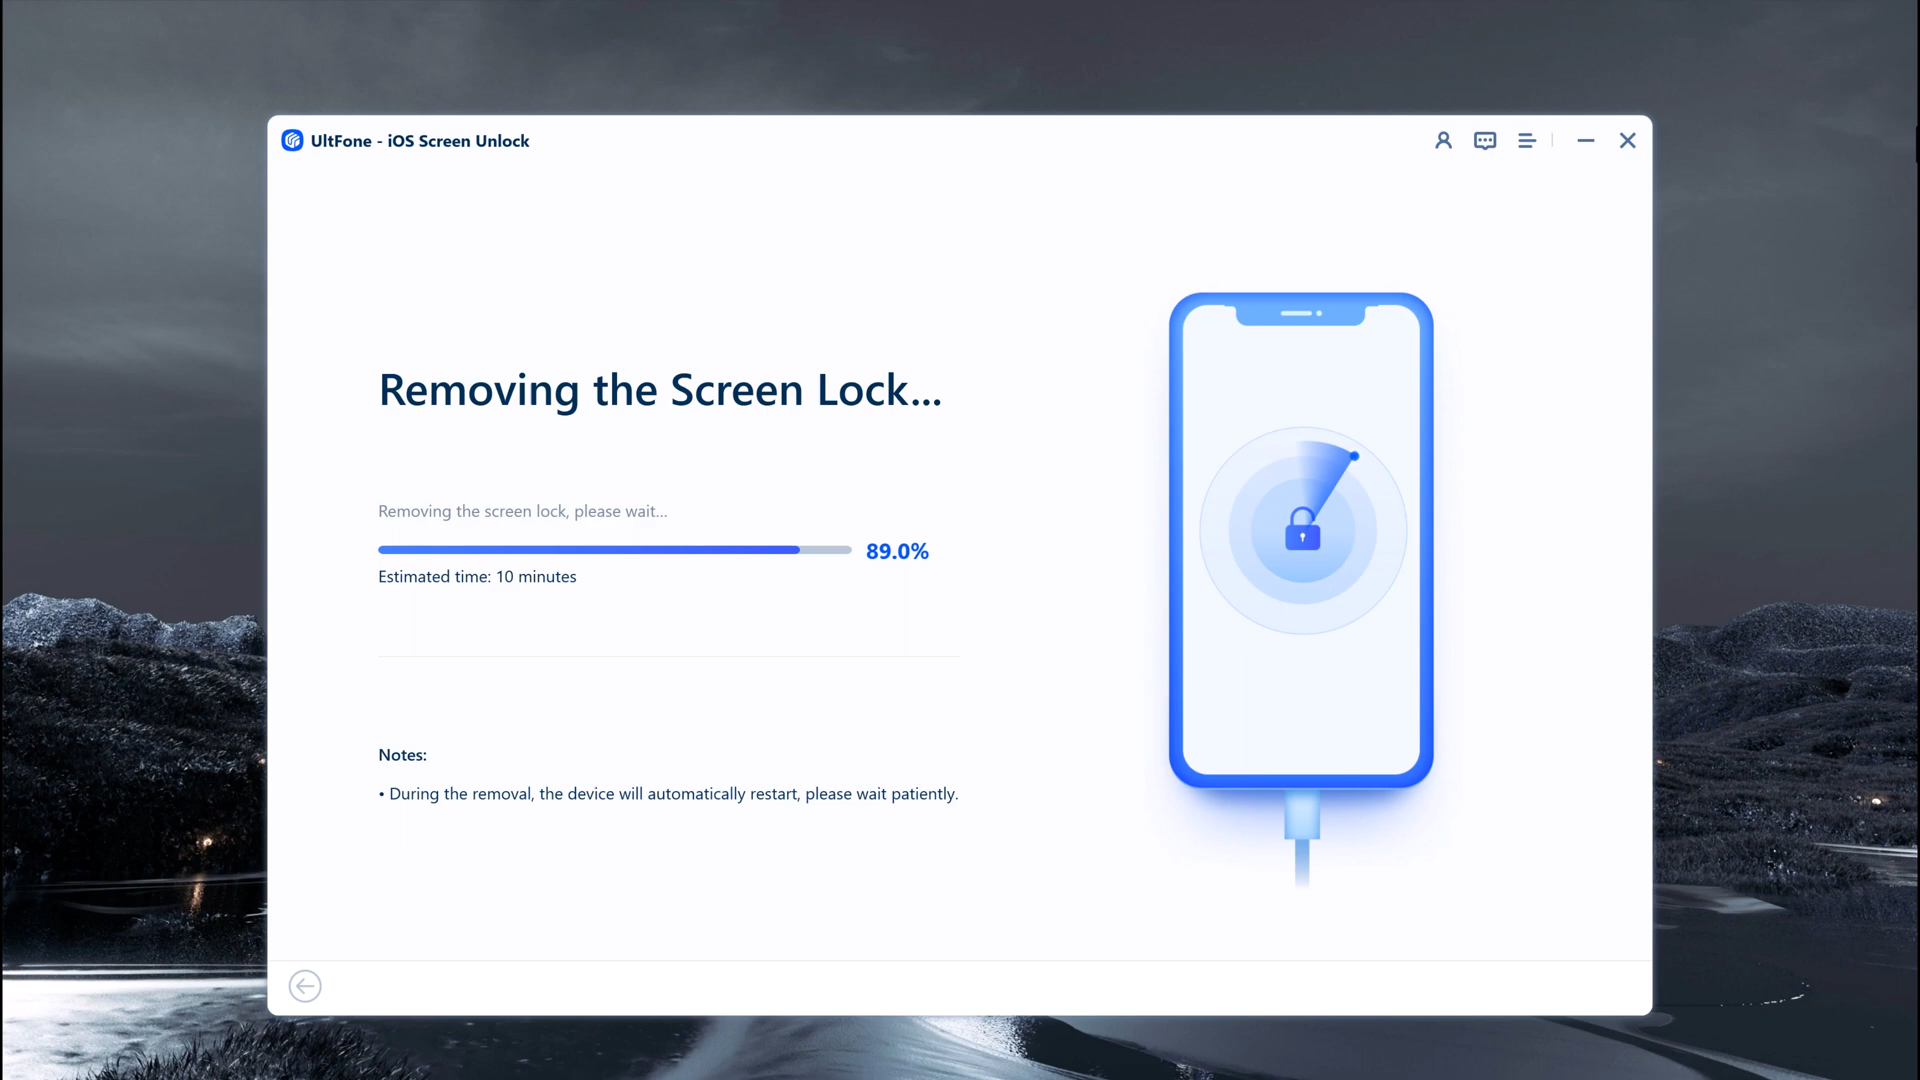 UltFone - iOS Screen Unlock
Removing the Screen Lock...
Removing the screen lock, please wait...
89.0%
Estimated time: 10 minutes
Notes:
• During the removal, the device will automatically restart, please wait patiently.